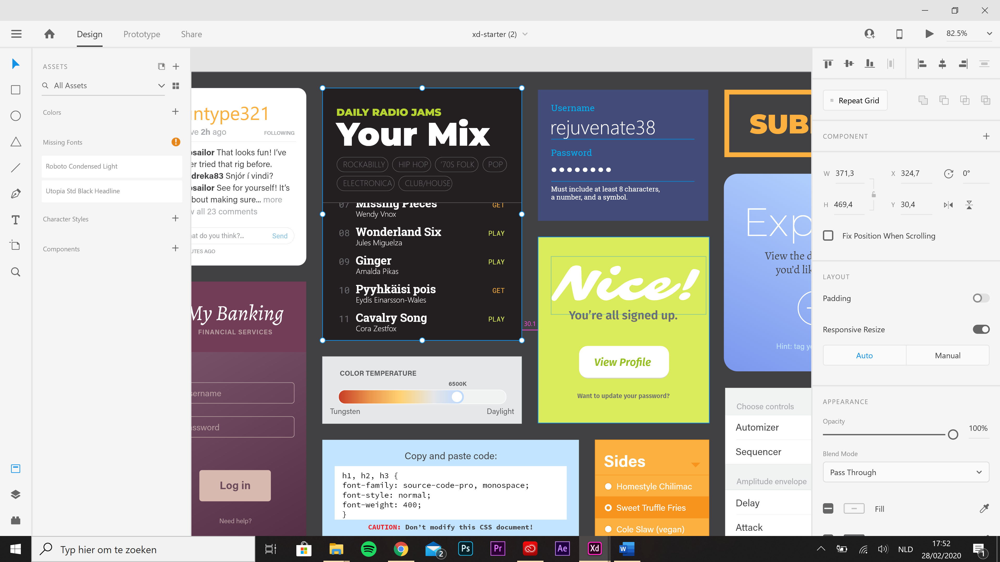 Design
Prototype
Share
xd-starter (2)
82.5%
ASSETS
All Assets
Colors
Missing Fonts
Roboto Condensed Light
Utopia Std Black Headline
Character Styles
Components
ntype321
ve 2h ago
FOLLOWING
sailor That looks fun! I've
er tried that rig before.
dreka83 Snjór í vindi?
sailor See for yourself! It's
bout making sure... more
all 23 comments
at do you think?...
Send
UTES AGO
My Banking
FINANCIAL SERVICES
sername
ssword
Log in
Need help?
DAILY RADIO JAMS
Your Mix
ROCKABILLY
HIP HOP
'70S FOLK
POP
ELECTRONICA
CLUB/HOUSE
07 Missing Pieces GET
Wendy Vnox
08 Wonderland Six PLAY
Jules Miguelza
09 Ginger PLAY
Amalda Pikas
10 Pyyhkäisi pois GET
Eydís Einarsson-Wales
11 Cavalry Song PLAY
Cora Zestfox
30.1
COLOR TEMPERATURE
6500K
Tungsten
Daylight
Copy and paste code:
h1, h2, h3 {
font-family: source-code-pro, monospace;
font-style: normal;
font-weight: 400;
}
CAUTION: Don't modify this CSS document!
Username
rejuvenate38
Password
Must include at least 8 characters,
a number, and a symbol.
Nice!
You're all signed up.
View Profile
Want to update your password?
Sides
Homestyle Chilimac
Sweet Truffle Fries
Cole Slaw (vegan)
SUB
Exp
View the d
you'd lik
Hint: tag y
Choose controls
Automizer
Sequencer
Amplitude envelope
Delay
Attack
Repeat Grid
COMPONENT
W 371,3
X 324,7
0°
H 469,4
Y 30,4
Fix Position When Scrolling
LAYOUT
Padding
Responsive Resize
Auto
Manual
APPEARANCE
Opacity
100%
Blend Mode
Pass Through
Fill
Typ hier om te zoeken
2
Ps
Pr
Ae
Xd
W
NLD
17:52
28/02/2020
1